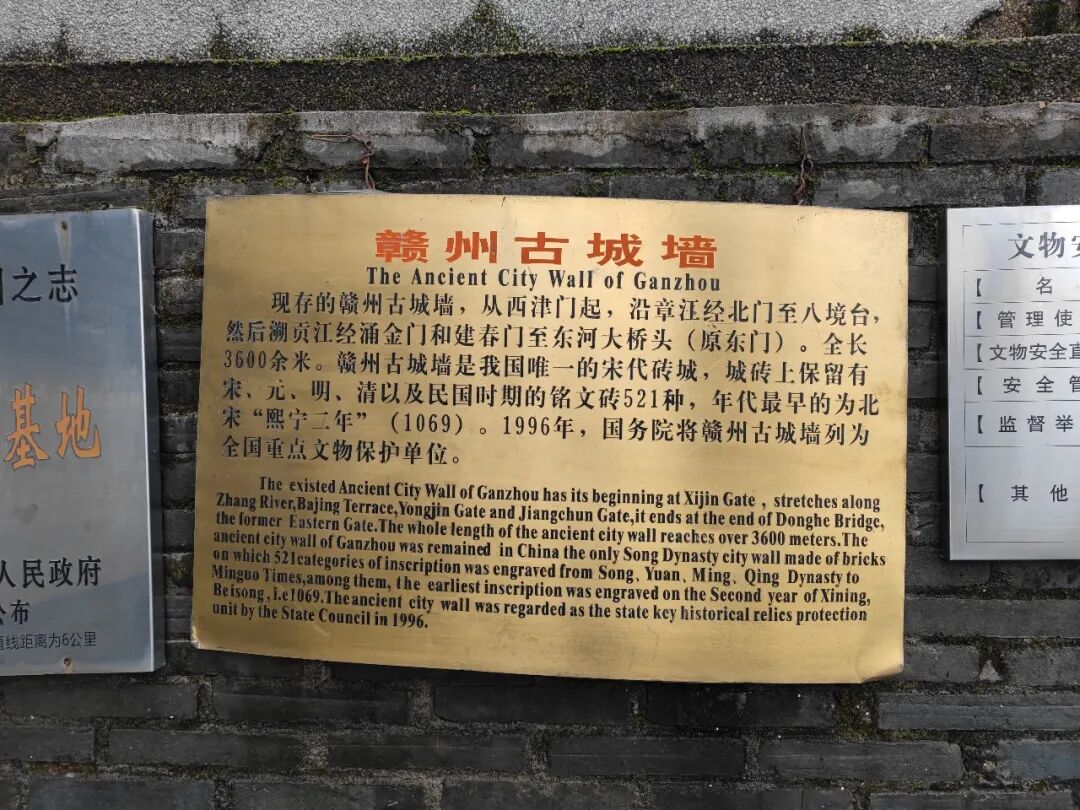 之志
基地
人民政府
公布
直线距离为6公里
赣州古城墙
The Ancient City Wall of Ganzhou
现存的赣州古城墙，从西津门起，沿章江经北门至八境台，
然后溯贡江经涌金门和建春门至东河大桥头（原东门）。全长
3600余米。赣州古城墙是我国唯一的宋代砖城，城砖上保留有
宋、元、明、清以及民国时期的铭文砖521种，年代最早的为北
宋“熙宁二年”（1069）。1996年，国务院将赣州古城墙列为
全国重点文物保护单位。
The existed Ancient City Wall of Ganzhou has its beginning at Xijin Gate , stretches along
Zhang River,Bajing Terrace,Yongjin Gate and Jiangchun Gate,it ends at the end of Donghe Bridge,
the former Eastern Gate.The whole length of the ancient city wall reaches over 3600 meters.The
ancient city wall of Ganzhou was remained in China the only Song Dynasty city wall made of bricks
on which 521categories of inscription was engraved from Song、Yuan、Ming、Qing Dynasty to
Minguo Times,among them, the earliest inscription was engraved on the Second year of Xining,
Beisong , i.e1069.The ancient city wall was regarded as the state key historical relics protection
unit by the State Council in 1996.
文物安
【 名
【 管理使
【文物安全直
【 安全管
【 监督举
【 其他